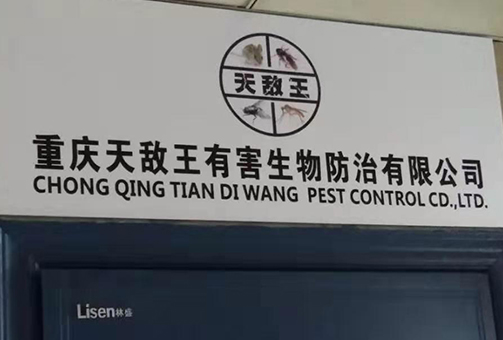 天敌王
重庆天敌王有害生物防治有限公司
CHONG QING TIAN DI WANG PEST CONTROL CD.,LTD.
Lisen林盛